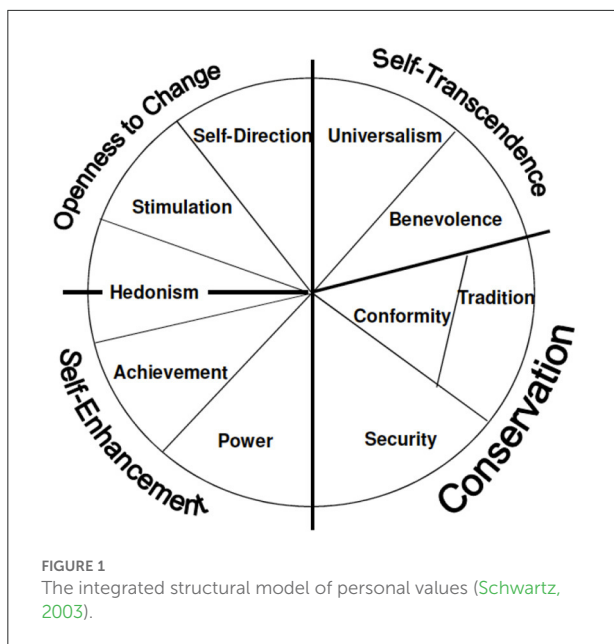 Openness to Change
Self-Transcendence
Self-Direction
Universalism
Stimulation
Benevolence
Hedonism
Conformity
Tradition
Achievement
Power
Security
Self-Enhancement
Conservation
FIGURE 1
The integrated structural model of personal values (Schwartz,
2003).